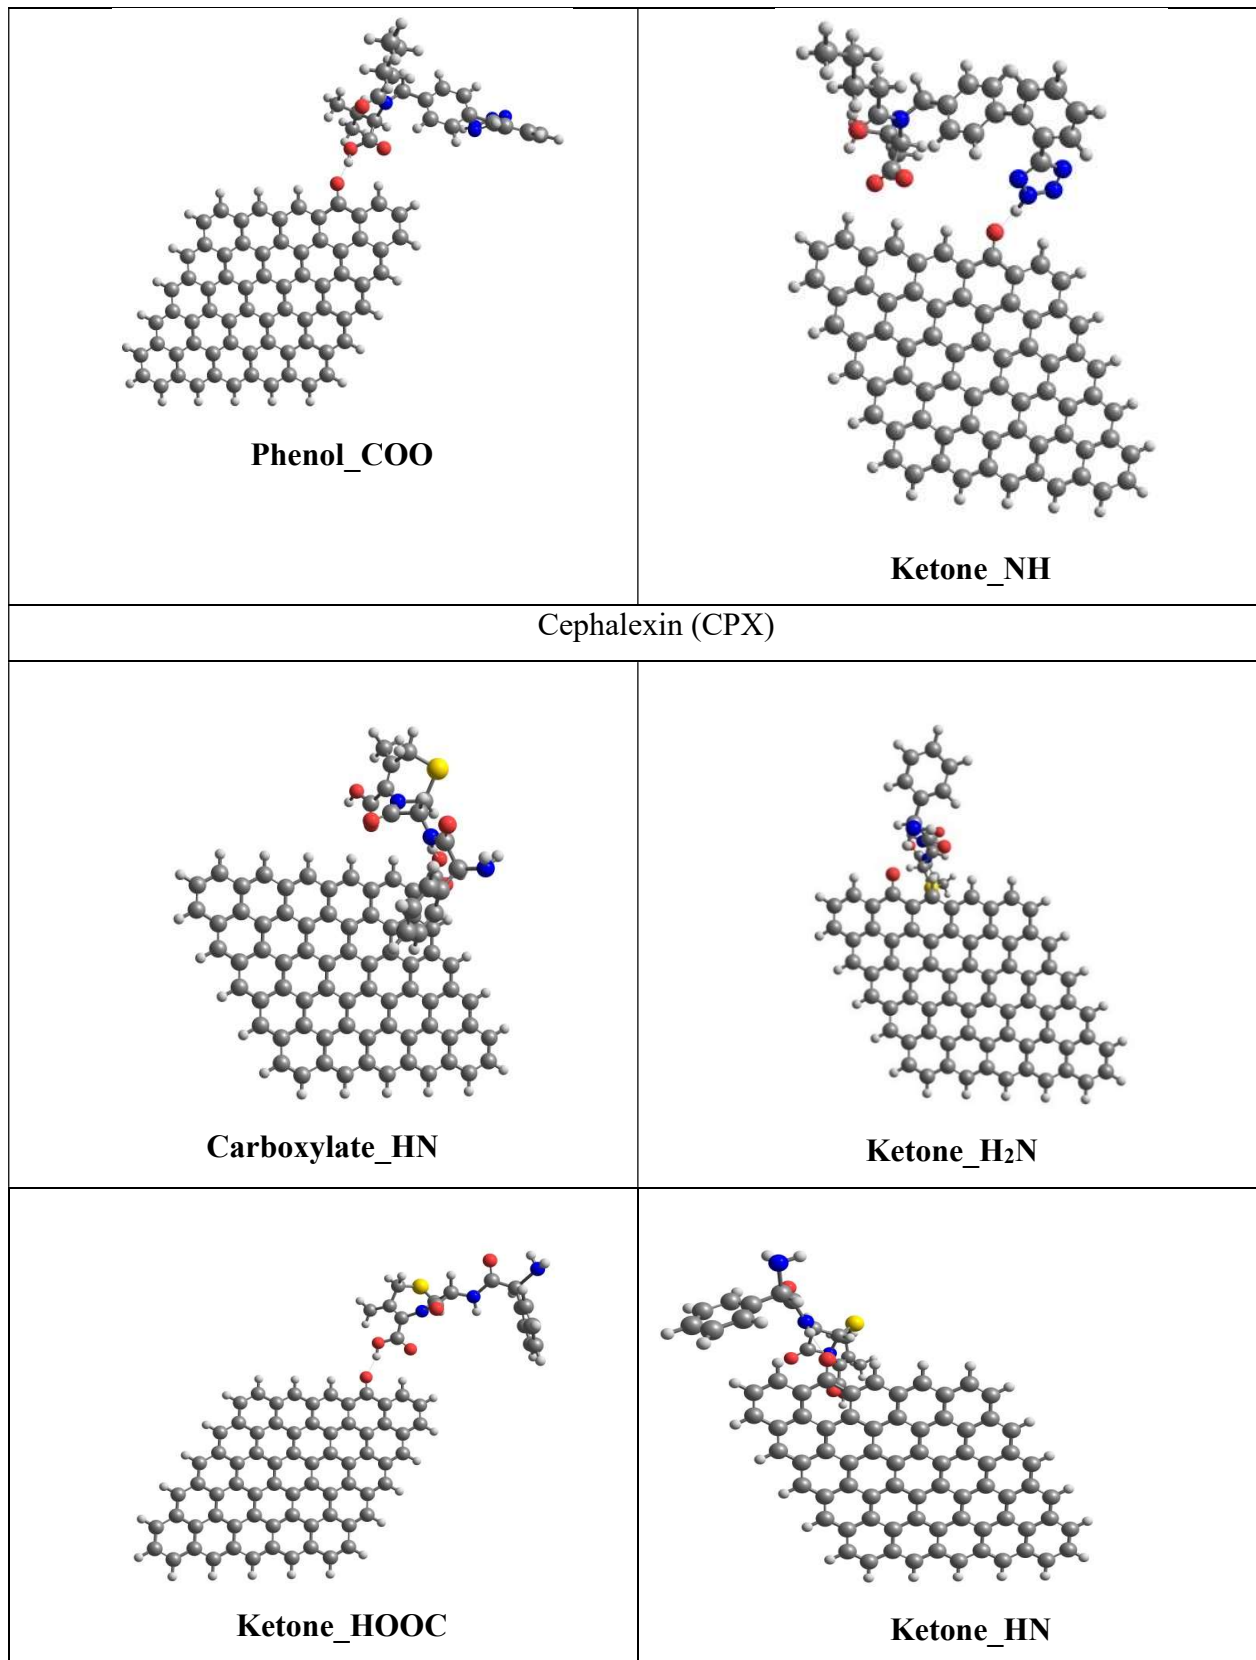 Phenol_COO
Ketone_NH
Cephalexin (CPX)
Carboxylate_HN
Ketone_H₂N
Ketone_HOOC
Ketone_HN